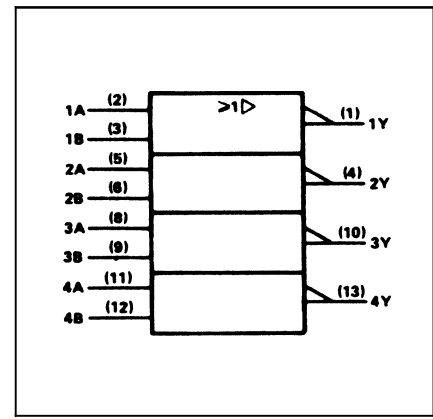 ≥1▷
1A (2)
1B (3)
2A (5)
2B (6)
3A (8)
3B (9)
4A (11)
4B (12)
(1) 1Y
(4) 2Y
(10) 3Y
(13) 4Y